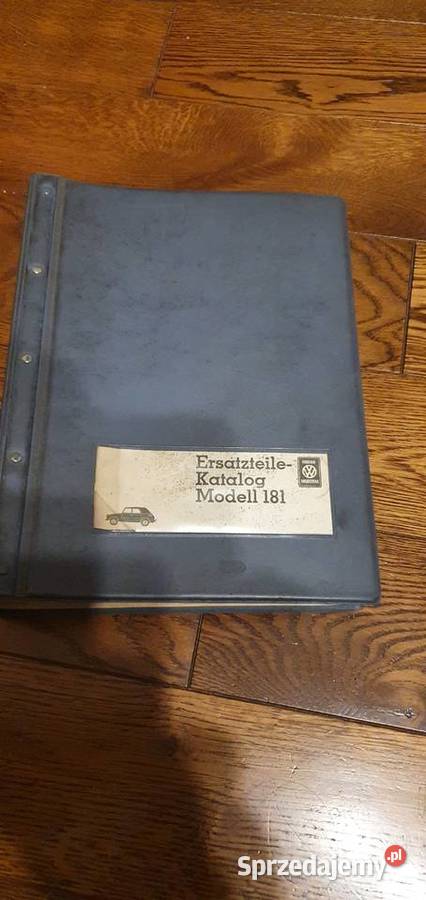 Ersatzteile-
Katalog
Modell 181
Sprzedajemy.pl